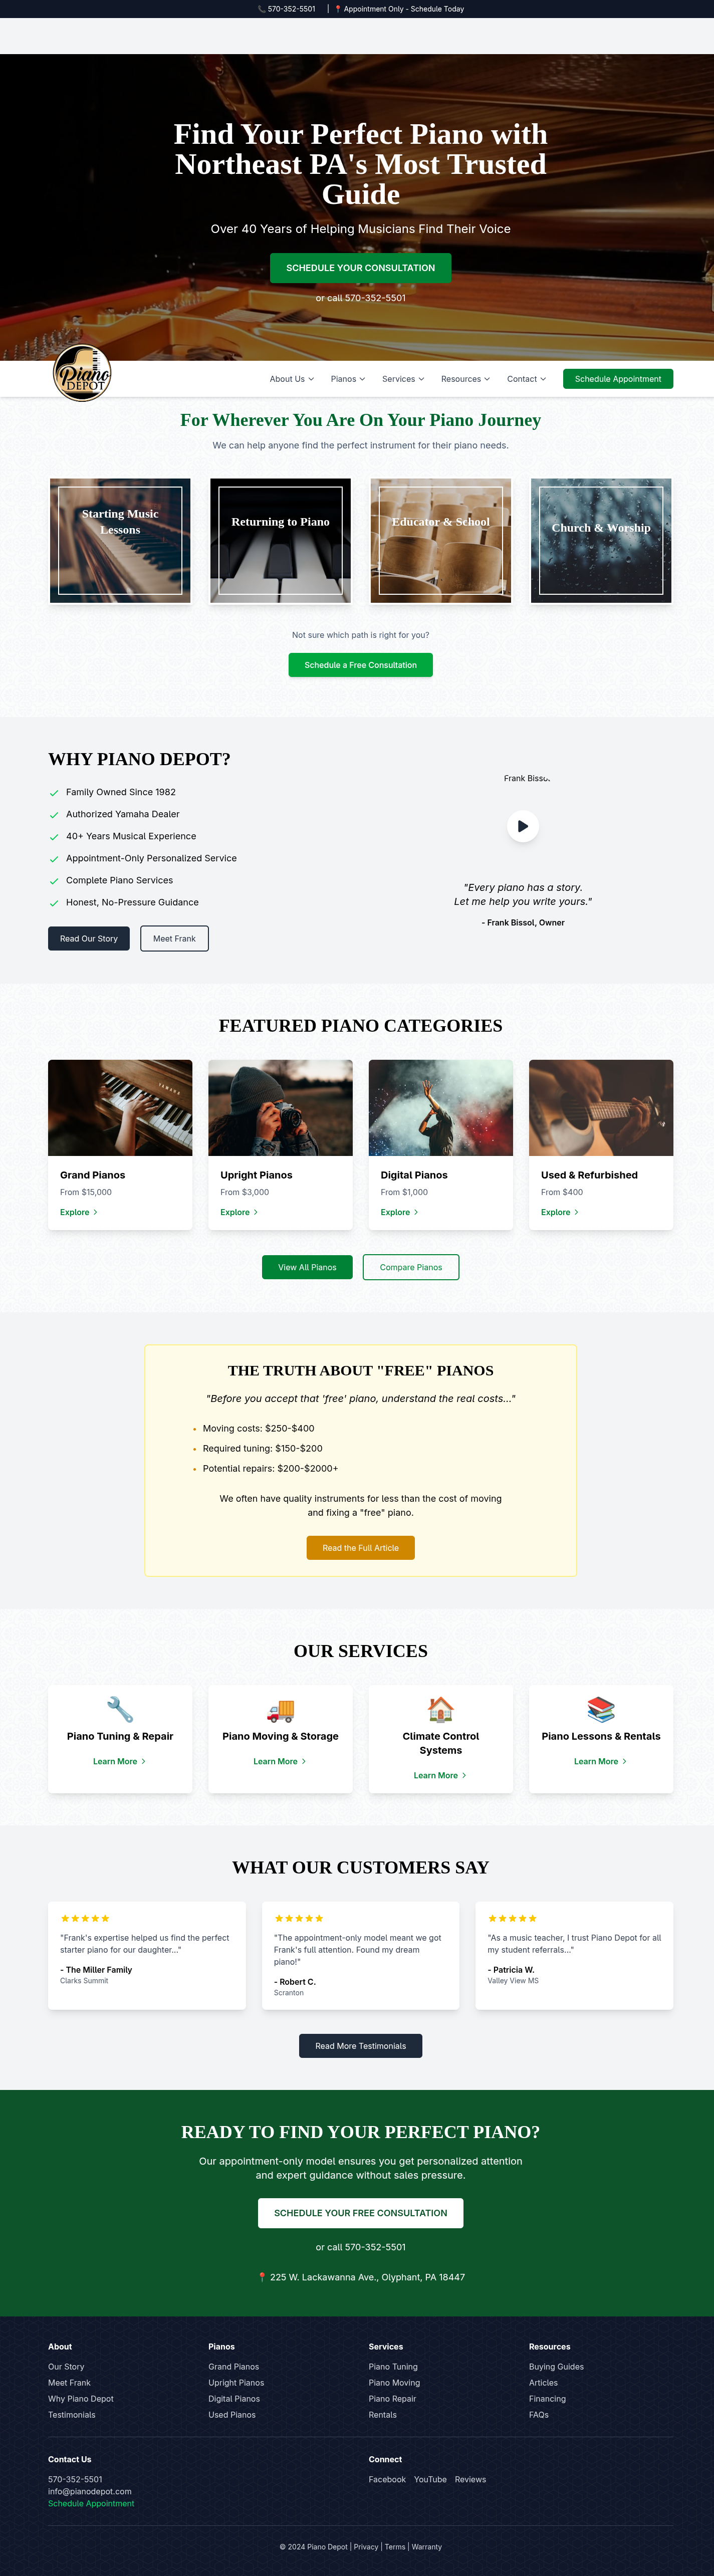 📞 570-352-5501 | 📍 Appointment Only - Schedule Today
Find Your Perfect Piano with
Northeast PA's Most Trusted
Guide
Over 40 Years of Helping Musicians Find Their Voice
SCHEDULE YOUR CONSULTATION
or call 570-352-5501
Piano
DEPOT
About Us
Pianos
Services
Resources
Contact
Schedule Appointment
For Wherever You Are On Your Piano Journey
We can help anyone find the perfect instrument for their piano needs.
Starting Music
Lessons
Returning to Piano
Educator & School
Church & Worship
Not sure which path is right for you?
Schedule a Free Consultation
WHY PIANO DEPOT?
Family Owned Since 1982
Authorized Yamaha Dealer
40+ Years Musical Experience
Appointment-Only Personalized Service
Complete Piano Services
Honest, No-Pressure Guidance
Read Our Story
Meet Frank
Frank Bissol
"Every piano has a story.
Let me help you write yours."
- Frank Bissol, Owner
FEATURED PIANO CATEGORIES
YAMAHA
Grand Pianos
From $15,000
Explore
Upright Pianos
From $3,000
Explore
Digital Pianos
From $1,000
Explore
Used & Refurbished
From $400
Explore
View All Pianos
Compare Pianos
THE TRUTH ABOUT "FREE" PIANOS
"Before you accept that 'free' piano, understand the real costs..."
• Moving costs: $250-$400
• Required tuning: $150-$200
• Potential repairs: $200-$2000+
We often have quality instruments for less than the cost of moving
and fixing a "free" piano.
Read the Full Article
OUR SERVICES
Piano Tuning & Repair
Learn More
Piano Moving & Storage
Learn More
Climate Control
Systems
Learn More
Piano Lessons & Rentals
Learn More
WHAT OUR CUSTOMERS SAY
"Frank's expertise helped us find the perfect
starter piano for our daughter..."
- The Miller Family
Clarks Summit
"The appointment-only model meant we got
Frank's full attention. Found my dream
piano!"
- Robert C.
Scranton
"As a music teacher, I trust Piano Depot for all
my student referrals..."
- Patricia W.
Valley View MS
Read More Testimonials
READY TO FIND YOUR PERFECT PIANO?
Our appointment-only model ensures you get personalized attention
and expert guidance without sales pressure.
SCHEDULE YOUR FREE CONSULTATION
or call 570-352-5501
📍 225 W. Lackawanna Ave., Olyphant, PA 18447
About
Our Story
Meet Frank
Why Piano Depot
Testimonials
Pianos
Grand Pianos
Upright Pianos
Digital Pianos
Used Pianos
Services
Piano Tuning
Piano Moving
Piano Repair
Rentals
Resources
Buying Guides
Articles
Financing
FAQs
Contact Us
570-352-5501
info@pianodepot.com
Schedule Appointment
Connect
Facebook YouTube Reviews
© 2024 Piano Depot | Privacy | Terms | Warranty